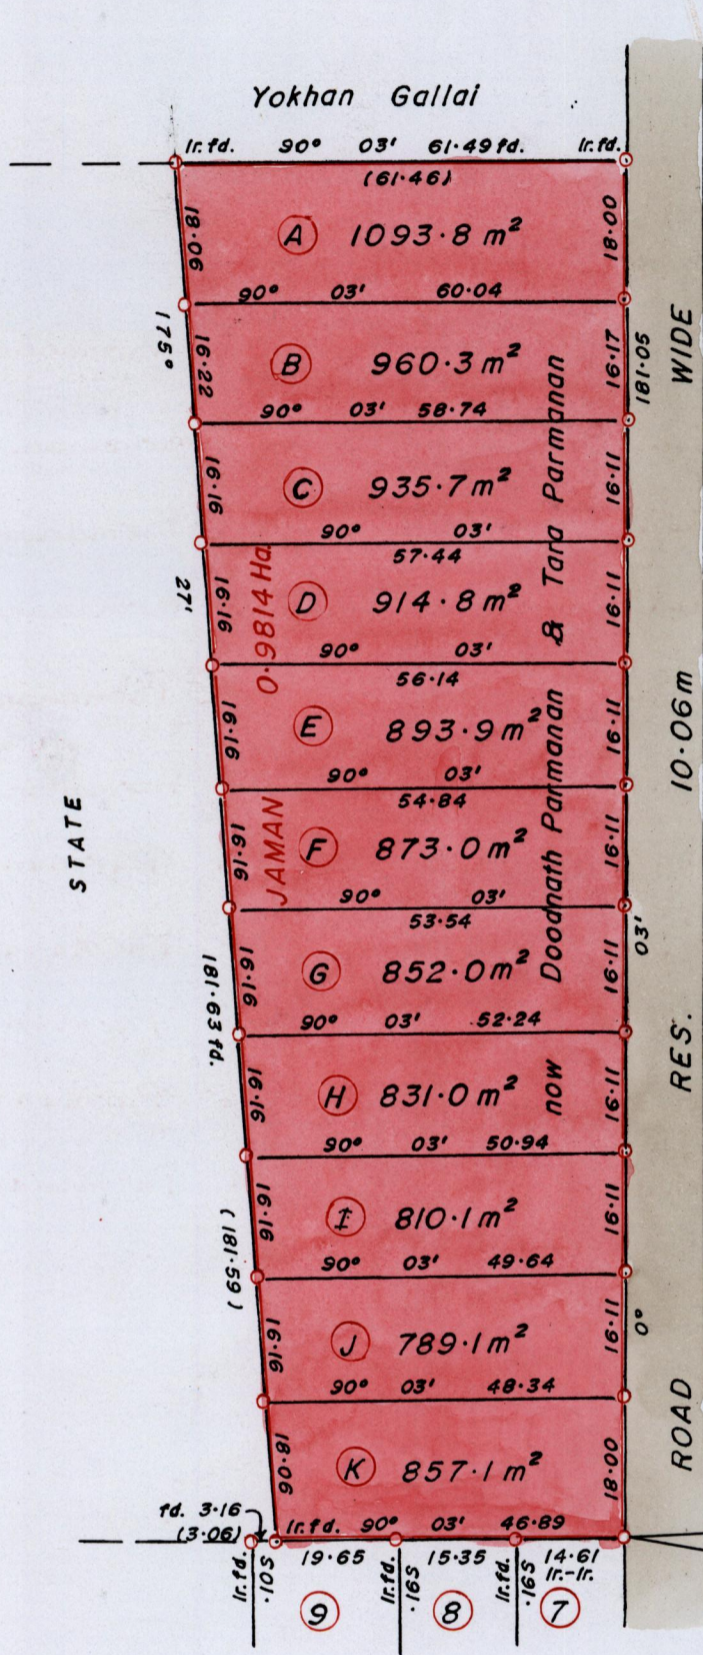 Yokhan Gallai
Ir. fd. 90° 03' 61·49 fd. Ir. fd.
(61·46)
18·06
A 1093·8 m²
18·00
90° 03' 60·04
175°
16·22
B 960·3 m²
16·17
181·05
WIDE
90° 03' 58·74
16·16
C 935·7 m²
16·11
90° 03'
57·44
27'
16·16
D 914·8 m²
16·11
0·9814 Ha.
90° 03'
56·14
16·16
E 893·9 m²
16·11
10·06m
90° 03'
54·84
STATE
JAMAN
16·16
F 873·0 m²
16·11
now Doodnath Parmanan & Tara Parmanan
90° 03'
53·54
03'
181·63 fd.
16·16
G 852·0 m²
16·11
90° 03' 52·24
RES.
16·16
H 831·0 m²
16·11
90° 03' 50·94
(181·59)
16·16
I 810·1 m²
16·11
90° 03' 49·64
0°
16·16
J 789·1 m²
16·11
90° 03' 48·34
ROAD
18·06
K 857·1 m²
18·00
fd. 3·16
(3·06)
Ir. fd. 90° 03' 46·89
19·65 15·35 14·61
Ir.-Ir.
Ir. fd.
·10S
Ir. fd.
·16S
Ir. fd.
·16S
9 8 7